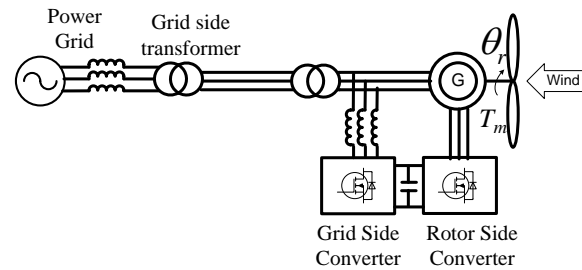 Power
Grid
Grid side
transformer
θr
G
Wind
Tm
Grid Side
Converter
Rotor Side
Converter